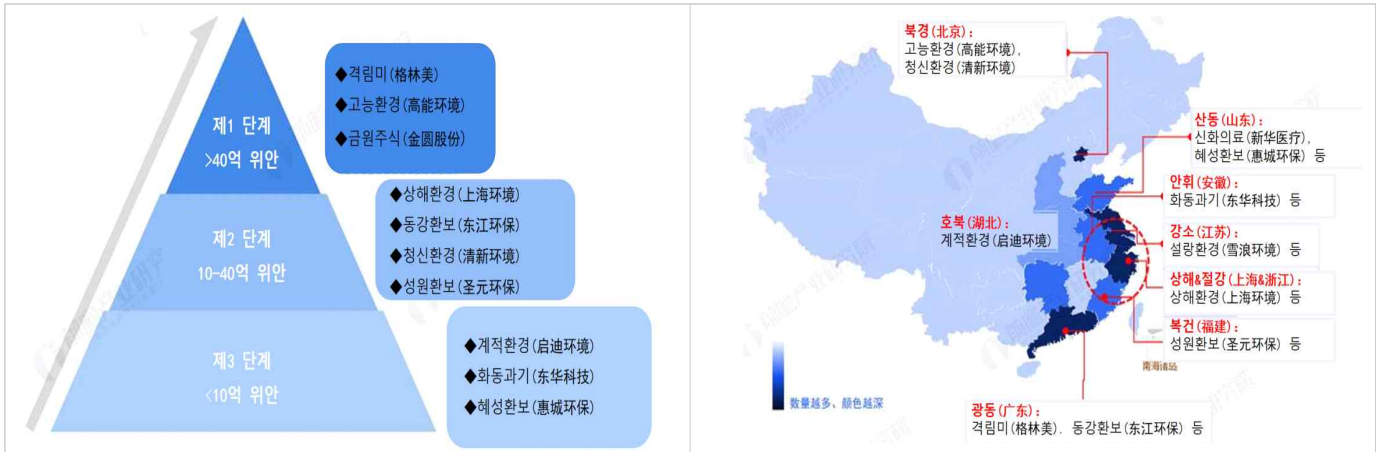 제1 단계
>40억 위안
◆격림미(格林美)
◆고능환경(高能环境)
◆금원주식(金圆股份)
제2 단계
10-40억 위안
◆상해환경(上海环境)
◆동강환보(东江环保)
◆청신환경(清新环境)
◆성원환보(圣元环保)
제3 단계
<10억 위안
◆계적환경(启迪环境)
◆화동과기(东华科技)
◆혜성환보(惠城环保)
북경(北京):
고능환경(高能环境),
청신환경(清新环境)
산동(山东):
신화의료(新华医疗),
혜성환보(惠城环保) 등
안휘(安徽):
화동과기(东华科技) 등
호북(湖北):
계적환경(启迪环境)
강소(江苏):
설랑환경(雪浪环境) 등
상해&절강(上海&浙江):
상해환경(上海环境) 등
복건(福建):
성원환보(圣元环保) 등
南海诸岛
数量越多、颜色越深
광동(广东):
격림미(格林美), 동강환보(东江环保) 등